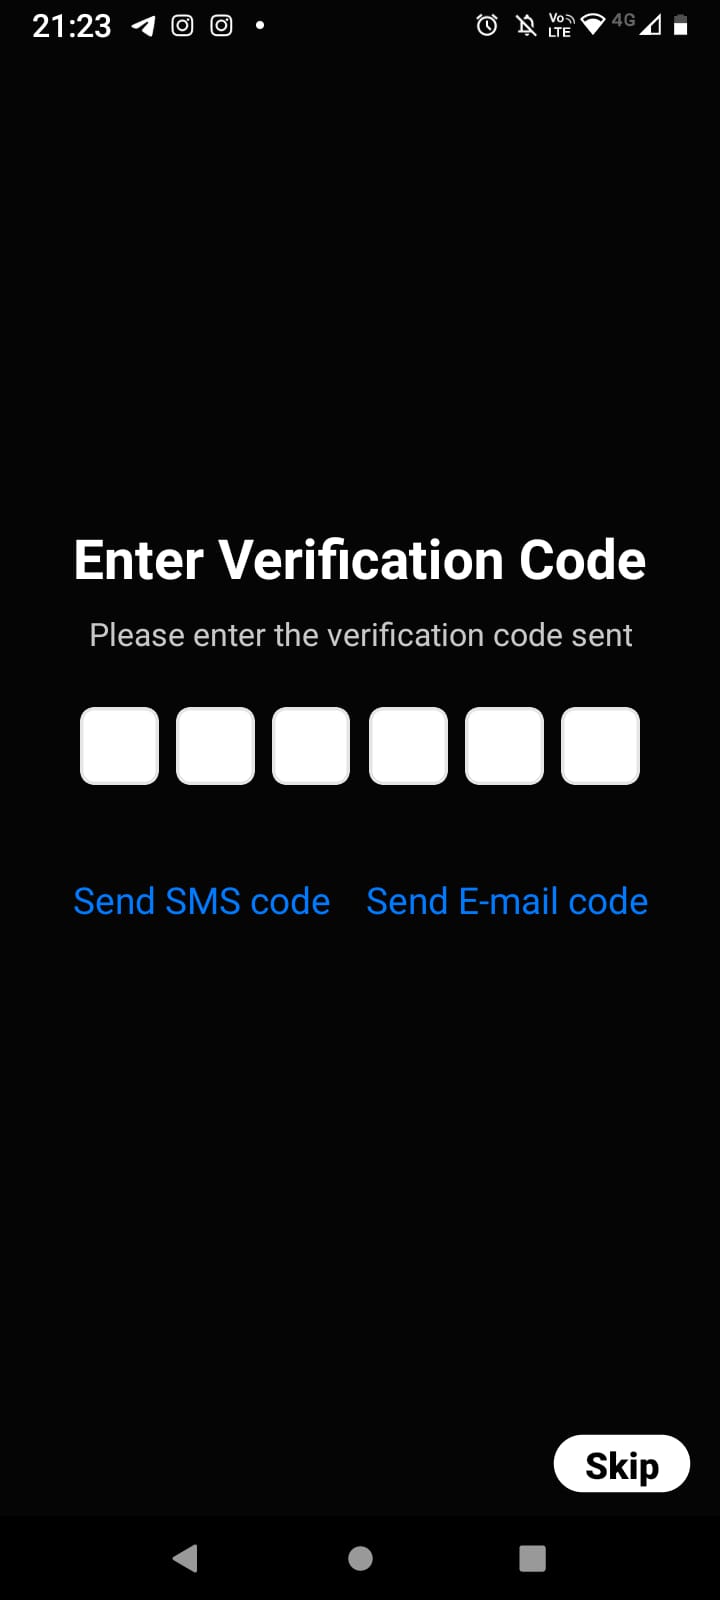 21:23
Vo LTE
4G
Enter Verification Code
Please enter the verification code sent
Send SMS code Send E-mail code
Skip